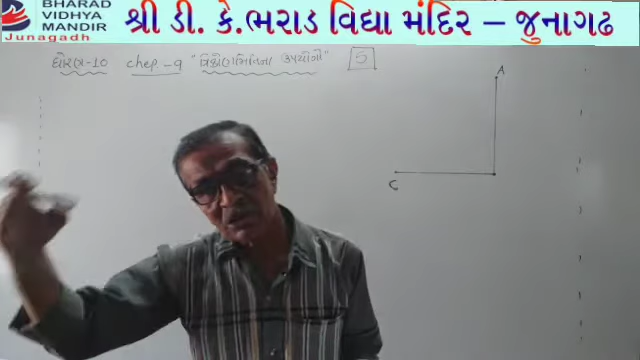 BHARAD
VIDHYA
MANDIR
Junagadh
શ્રી ડી. કે.ભરાડ વિદ્યા મંદિર – જુનાગઢ
ધોરણ-10 chep-9 "ત્રિકોણમિતિના ઉપયોગો" 5
A
C